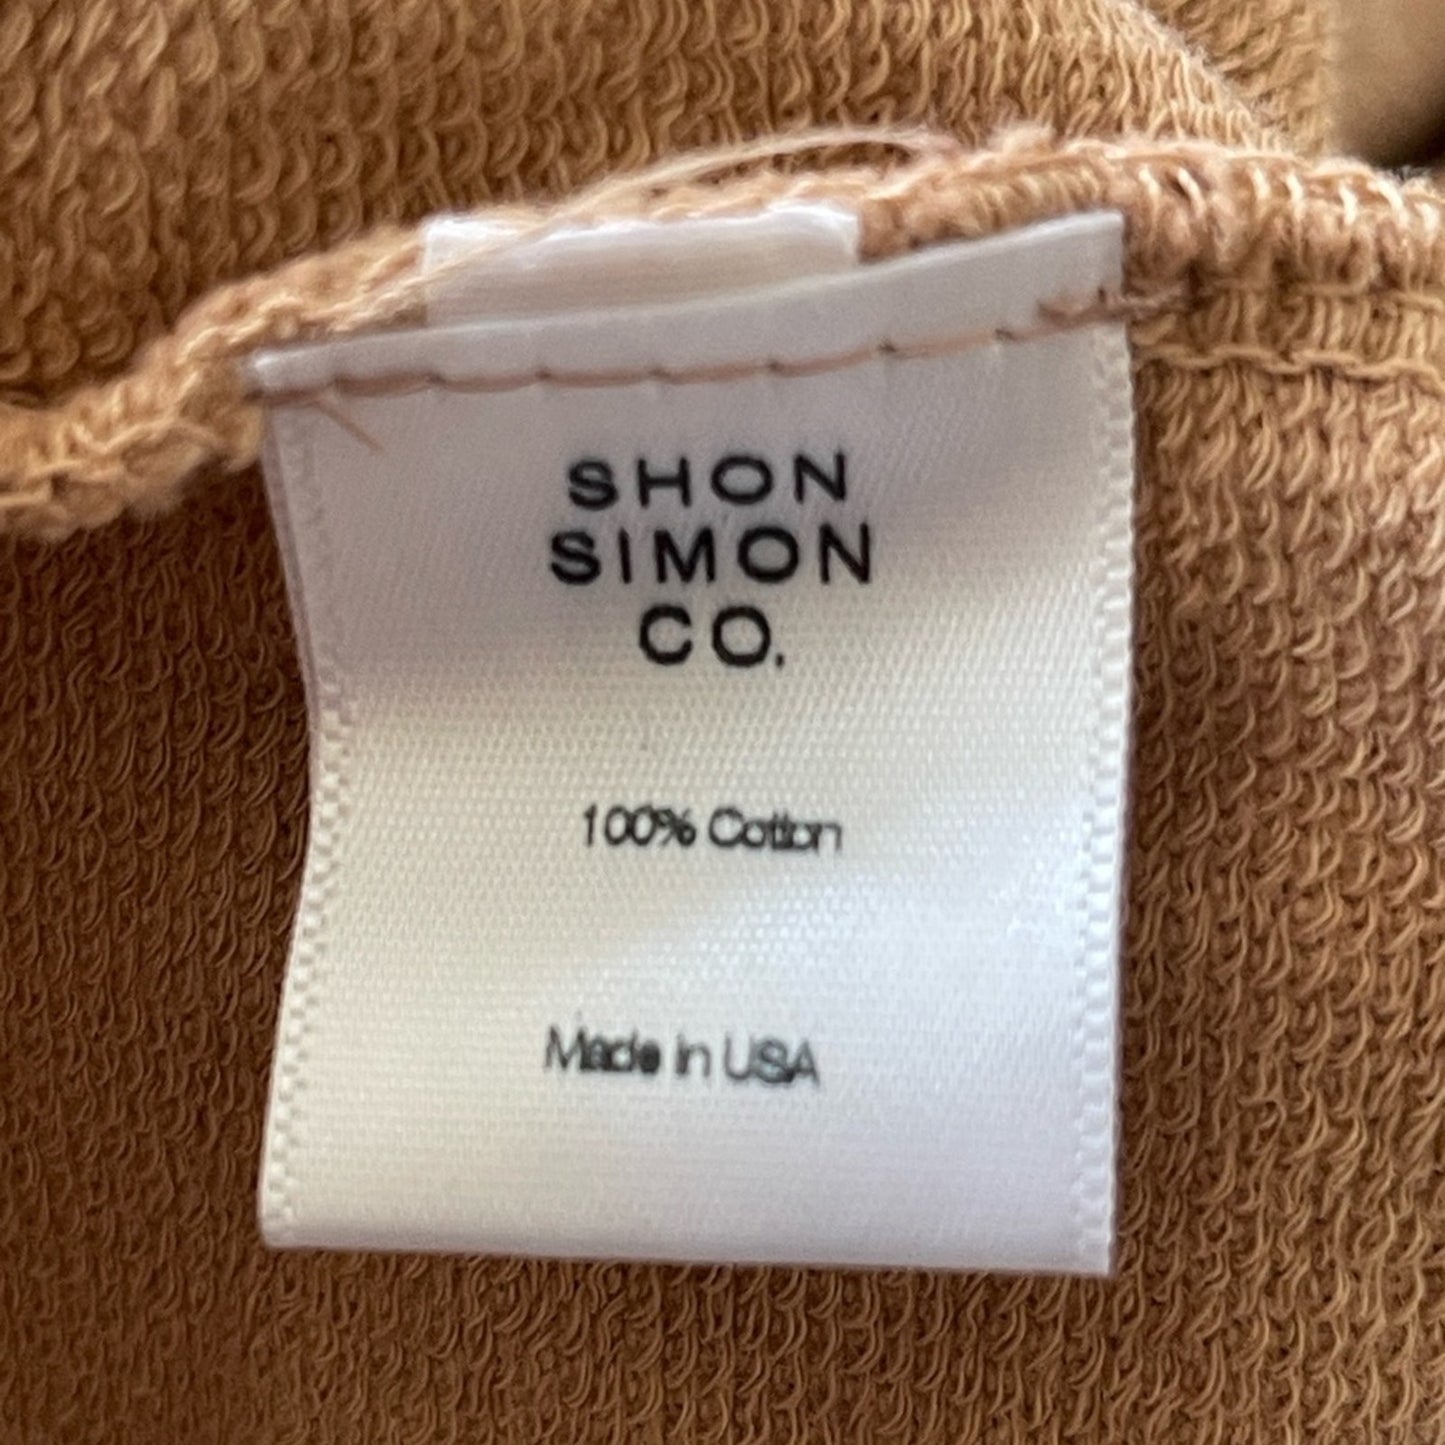 SHON
SIMON
CO.
100% Cotton
Made in USA